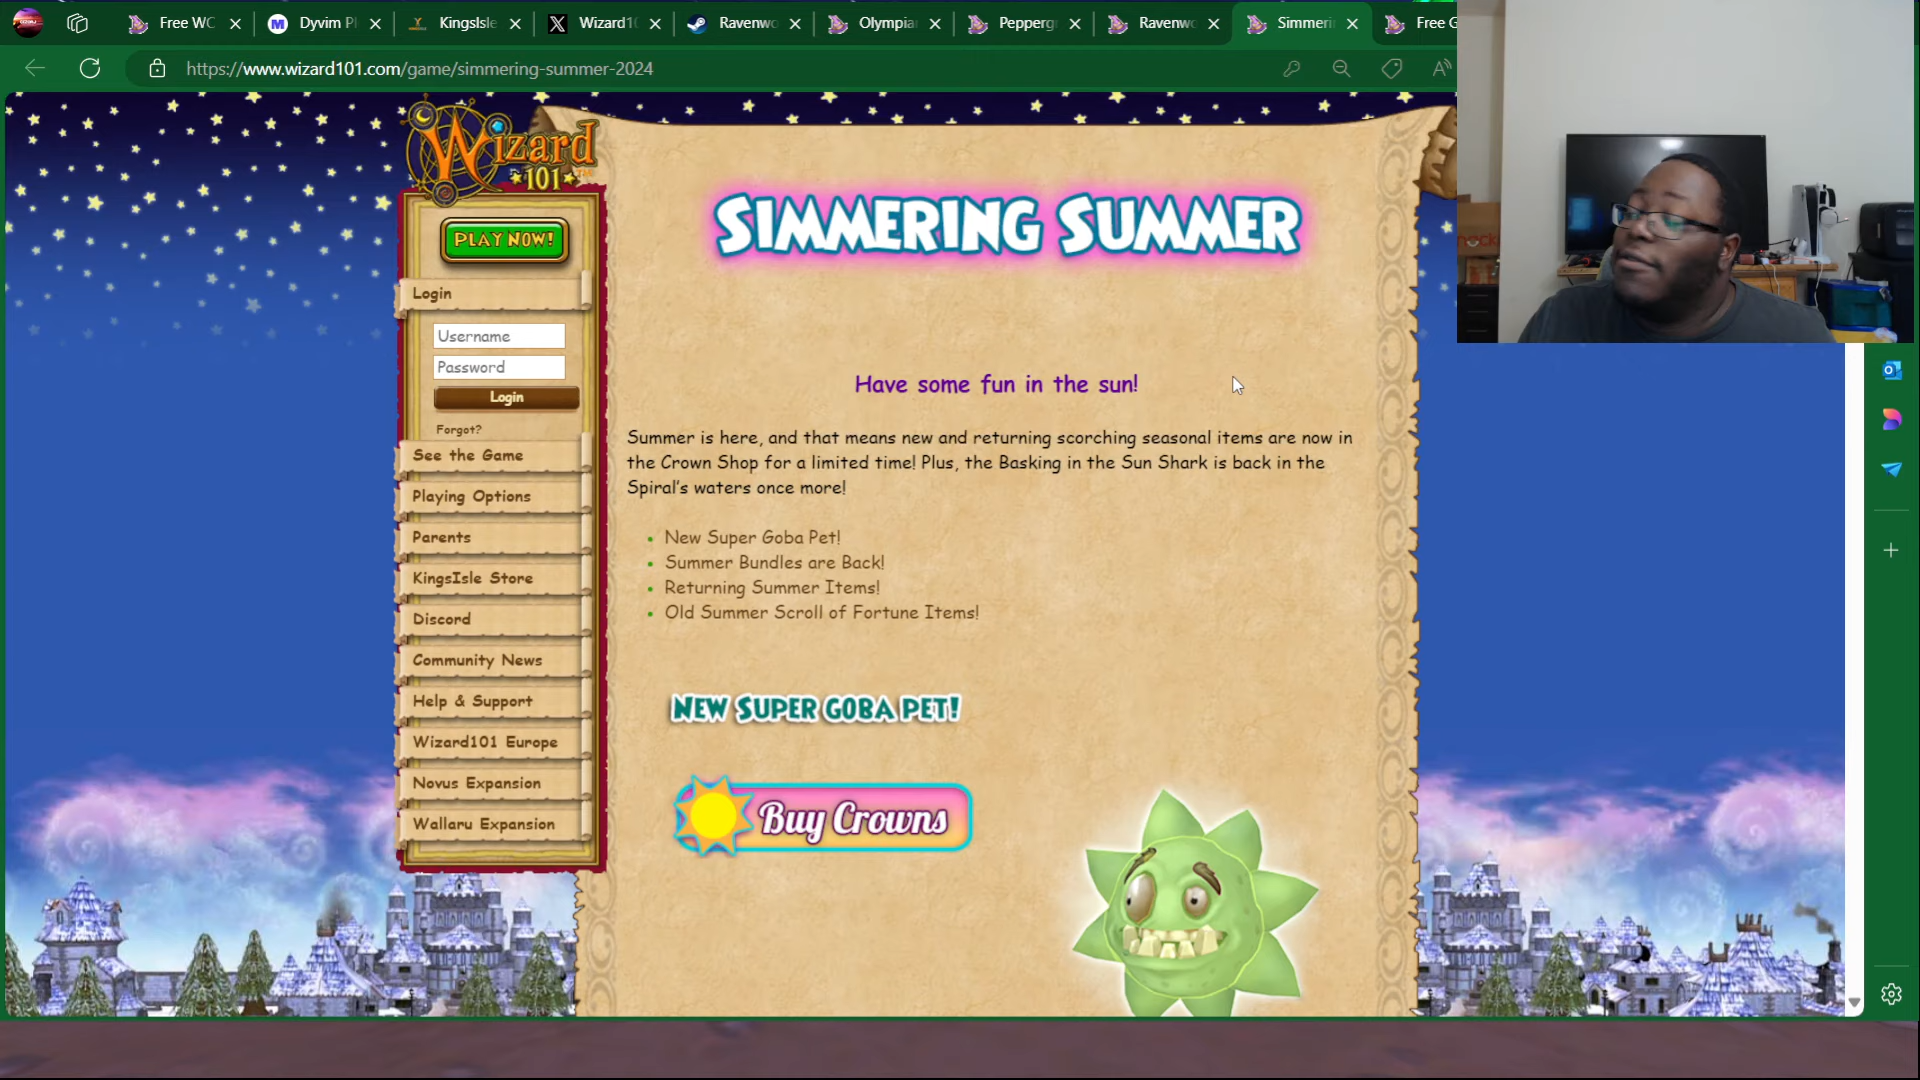 Free WC
Dyvim Pl
KingsIsle
Wizard10
Ravenwo
Olympian
Peppergr
Ravenwo
Simmerin
Free G
https://www.wizard101.com/game/simmering-summer-2024
Wizard
101
PLAY NOW!
Login
Username
Password
Login
Forgot?
See the Game
Playing Options
Parents
KingsIsle Store
Discord
Community News
Help & Support
Wizard101 Europe
Novus Expansion
Wallaru Expansion
SIMMERING SUMMER
Have some fun in the sun!
Summer is here, and that means new and returning scorching seasonal items are now in
the Crown Shop for a limited time! Plus, the Basking in the Sun Shark is back in the
Spiral's waters once more!
• New Super Goba Pet!
• Summer Bundles are Back!
• Returning Summer Items!
• Old Summer Scroll of Fortune Items!
NEW SUPER GOBA PET!
Buy Crowns